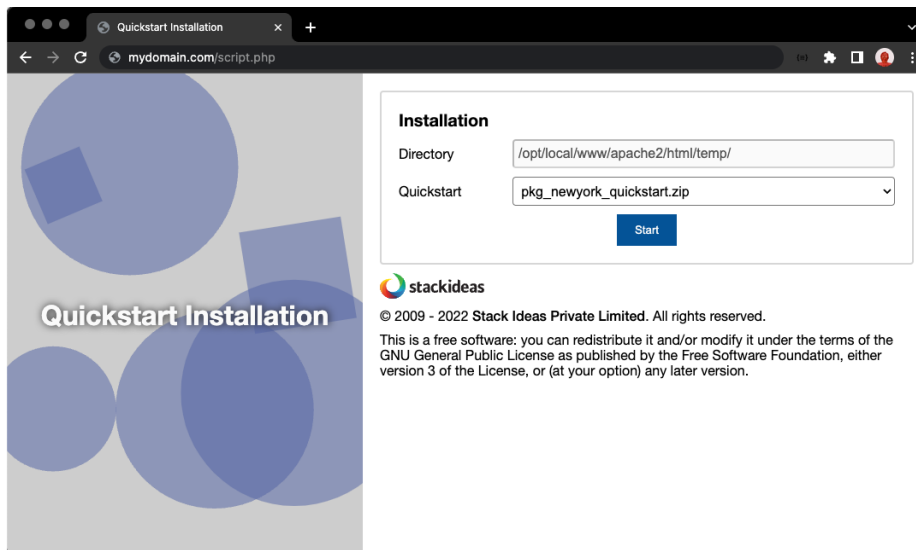 Quickstart Installation
mydomain.com/script.php
Quickstart Installation
Installation
Directory /opt/local/www/apache2/html/temp/
Quickstart pkg_newyork_quickstart.zip
Start
stackideas
© 2009 - 2022 Stack Ideas Private Limited. All rights reserved.
This is a free software: you can redistribute it and/or modify it under the terms of the
GNU General Public License as published by the Free Software Foundation, either
version 3 of the License, or (at your option) any later version.